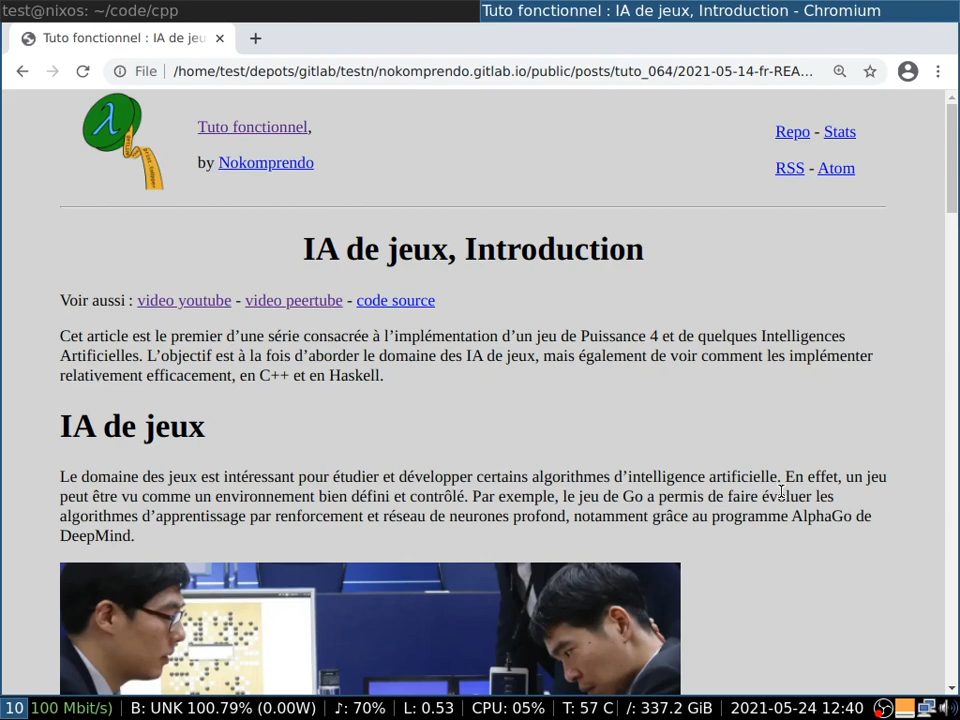 test@nixos: ~/code/cpp
Tuto fonctionnel : IA de jeux, Introduction - Chromium
Tuto fonctionnel : IA de jeu
File
/home/test/depots/gitlab/testn/nokomprendo.gitlab.io/public/posts/tuto_064/2021-05-14-fr-REA...
λ
Tuto fonctionnel,
by Nokomprendo
Repo - Stats
RSS - Atom
IA de jeux, Introduction
Voir aussi : video youtube - video peertube - code source
Cet article est le premier d’une série consacrée à l’implémentation d’un jeu de Puissance 4 et de quelques Intelligences
Artificielles. L’objectif est à la fois d’aborder le domaine des IA de jeux, mais également de voir comment les implémenter
relativement efficacement, en C++ et en Haskell.
IA de jeux
Le domaine des jeux est intéressant pour étudier et développer certains algorithmes d’intelligence artificielle. En effet, un jeu
peut être vu comme un environnement bien défini et contrôlé. Par exemple, le jeu de Go a permis de faire évoluer les
algorithmes d’apprentissage par renforcement et réseau de neurones profond, notamment grâce au programme AlphaGo de
DeepMind.
10 100 Mbit/s) B: UNK 100.79% (0.00W) ♪: 70% L: 0.53 CPU: 05% T: 57 C /: 337.2 GiB 2021-05-24 12:40